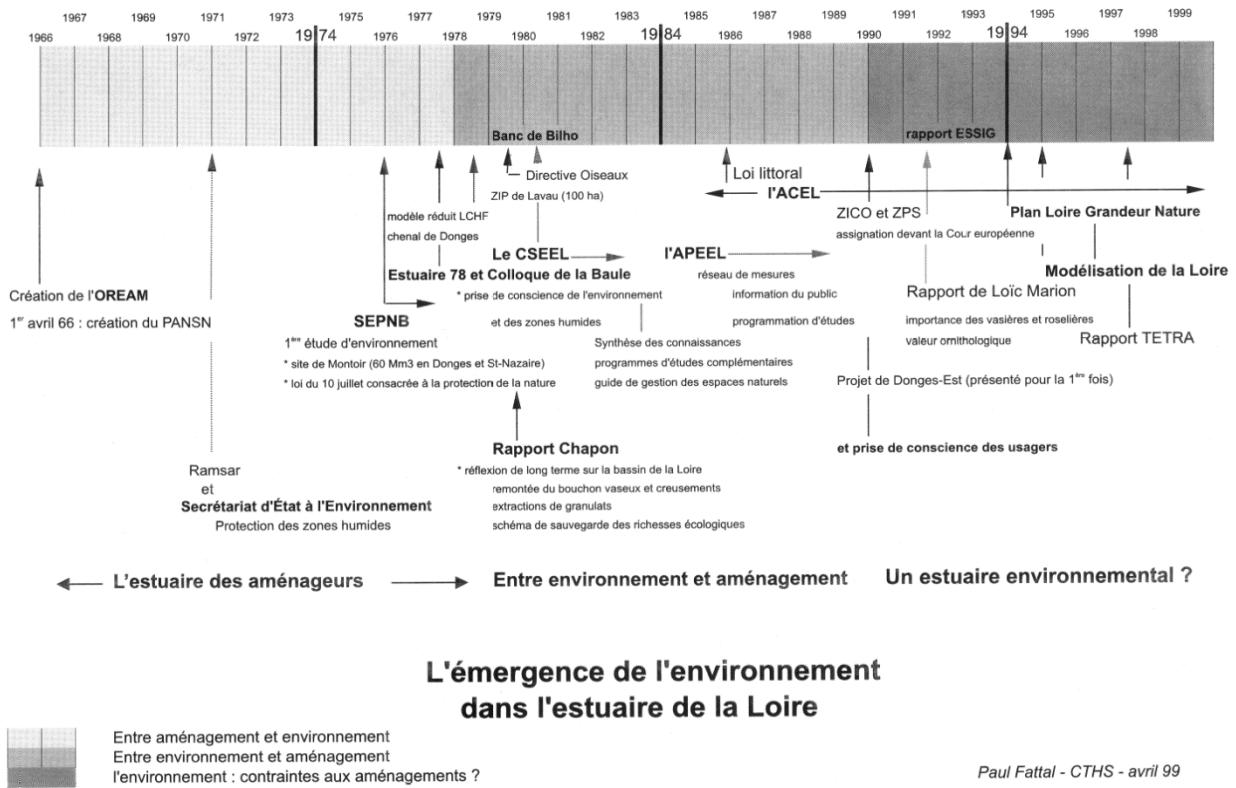 1967 1969 1971 1973 1975 1977 1979 1981 1983 1985 1987 1989 1991 1993 1995 1997 1999
1966 1968 1970 1972 1974 1976 1978 1980 1982 1984 1986 1988 1990 1992 1994 1996 1998
Banc de Bilho
rapport ESSIG
Directive Oiseaux
ZIP de Lavau (100 ha)
Loi littoral
l'ACEL
modèle réduit LCHF
chenal de Donges
ZICO et ZPS
assignation devant la Cour européenne
Plan Loire Grandeur Nature
Le CSEEL
l'APEEL
Estuaire 78 et Colloque de la Baule
* prise de conscience de l'environnement
et des zones humides
réseau de mesures
information du public
programmation d'études
Modélisation de la Loire
Création de l'OREAM
1er avril 66 : création du PANSN
SEPNB
1ère étude d'environnement
* site de Montoir (60 Mm3 en Donges et St-Nazaire)
* loi du 10 juillet consacrée à la protection de la nature
Synthèse des connaissances
programmes d'études complémentaires
guide de gestion des espaces naturels
Rapport de Loïc Marion
importance des vasières et roselières
valeur ornithologique
Rapport TETRA
Projet de Donges-Est (présenté pour la 1ère fois)
et prise de conscience des usagers
Rapport Chapon
* réflexion de long terme sur la bassin de la Loire
remontée du bouchon vaseux et creusements
extractions de granulats
schéma de sauvegarde des richesses écologiques
Ramsar
et
Secrétariat d'État à l'Environnement
Protection des zones humides
L'estuaire des aménageurs
Entre environnement et aménagement
Un estuaire environnemental ?
L'émergence de l'environnement
dans l'estuaire de la Loire
Entre aménagement et environnement
Entre environnement et aménagement
l'environnement : contraintes aux aménagements ?
Paul Fattal - CTHS - avril 99